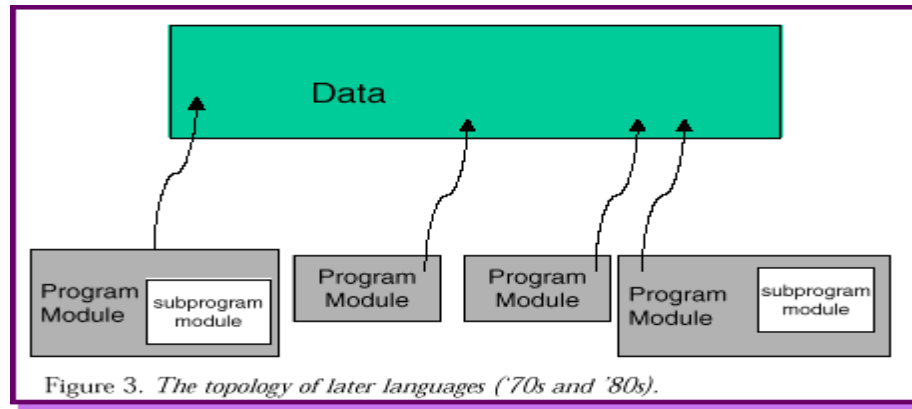 Data
Program
Module
subprogram
module
Program
Module
Program
Module
Program
Module
subprogram
module
Figure 3. The topology of later languages ('70s and '80s).